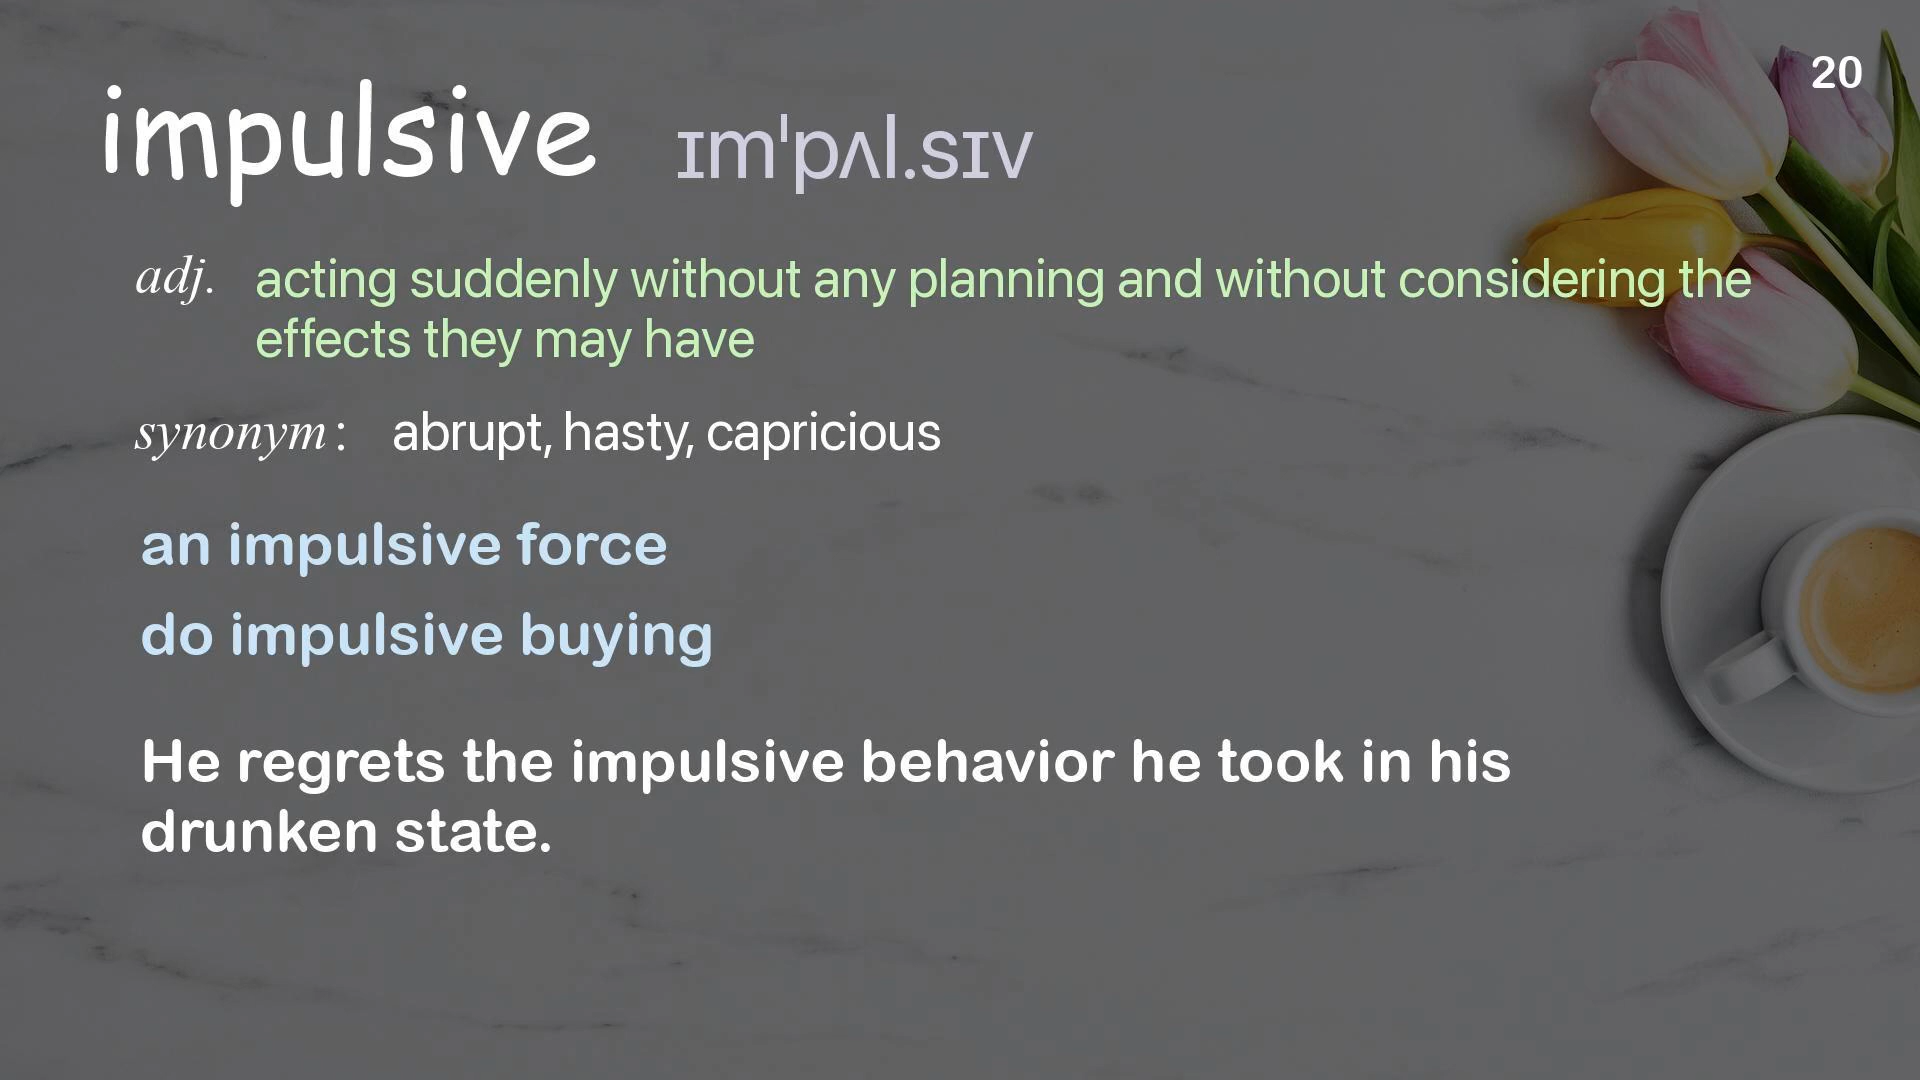 20
impulsive ɪmˈpʌl.sɪv
adj. acting suddenly without any planning and without considering the
effects they may have
synonym : abrupt, hasty, capricious
an impulsive force
do impulsive buying
He regrets the impulsive behavior he took in his
drunken state.